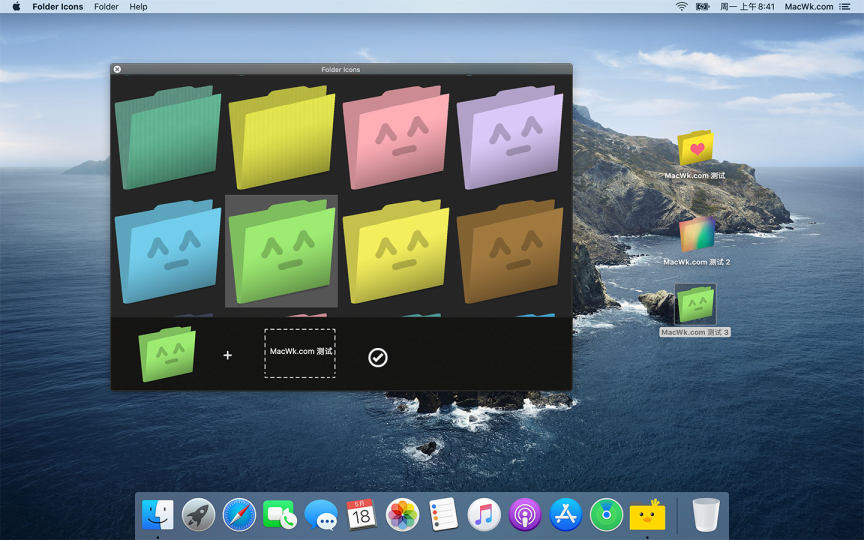 Folder Icons Folder Help
周一 上午8:41 MacWk.com
Folder Icons
MacWk.com 测试
MacWk.com 测试 2
MacWk.com 测试 3
MacWk.com 测试
5月
18